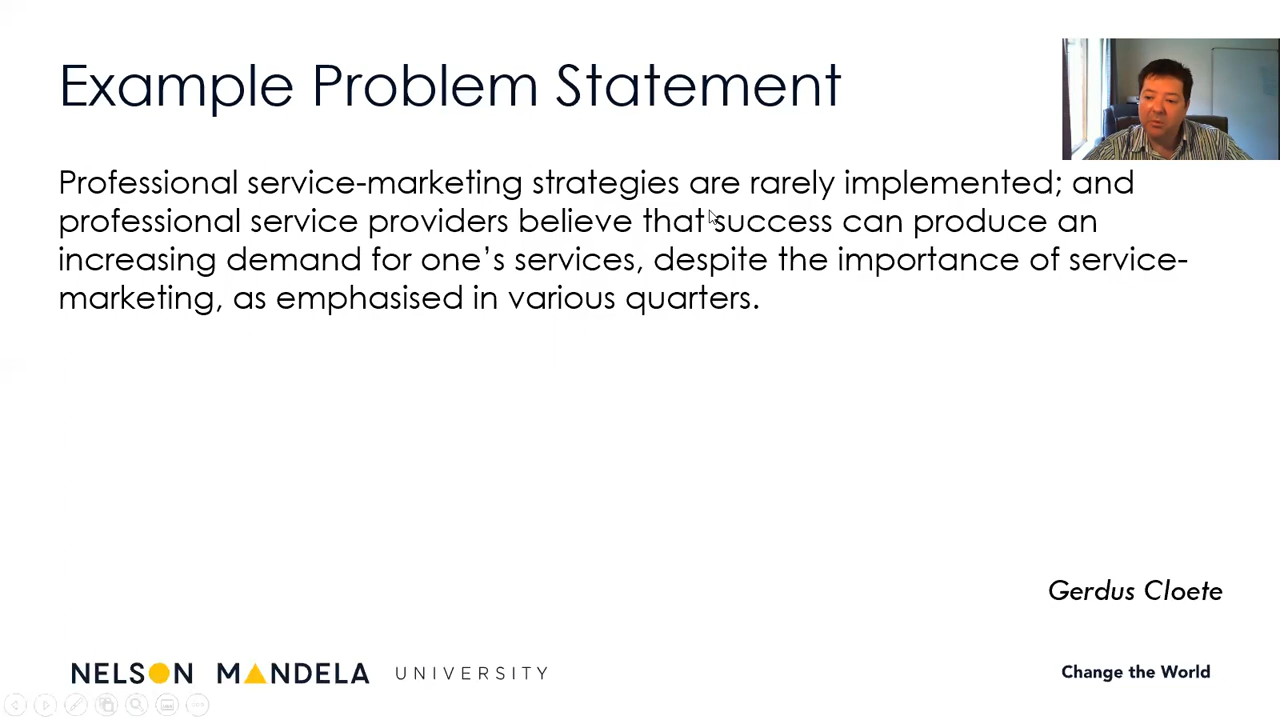 Example Problem Statement
Professional service-marketing strategies are rarely implemented; and
professional service providers believe that success can produce an
increasing demand for one's services, despite the importance of service-
marketing, as emphasised in various quarters.
Gerdus Cloete
NELSON MANDELA UNIVERSITY
Change the World